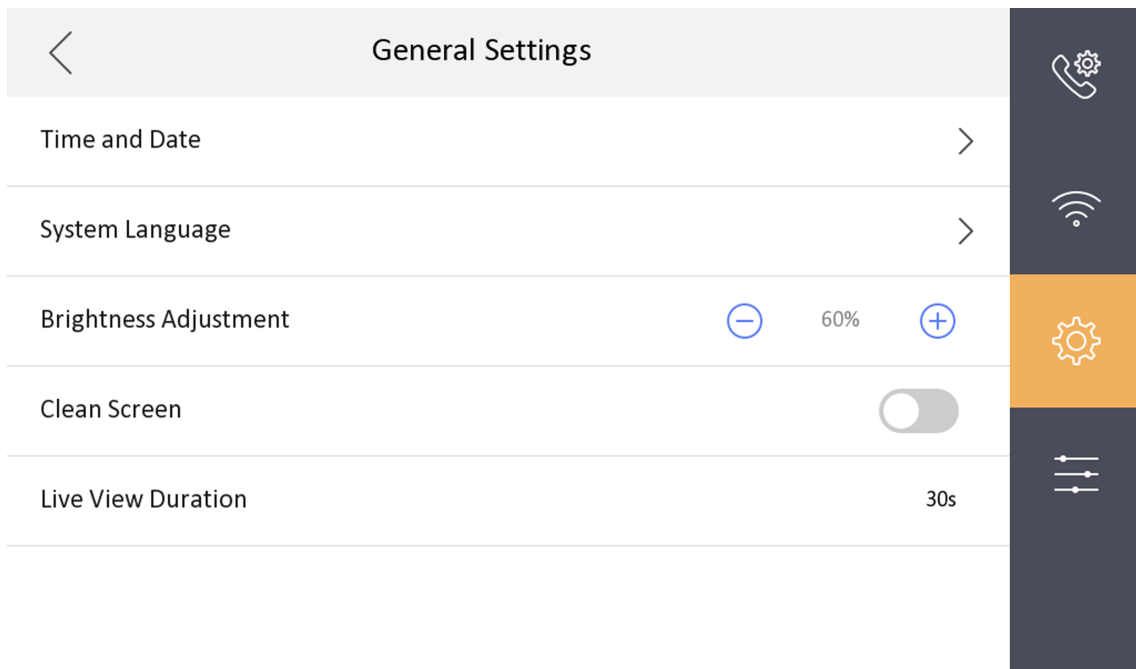 General Settings
Time and Date
System Language
Brightness Adjustment 60%
Clean Screen
Live View Duration 30s